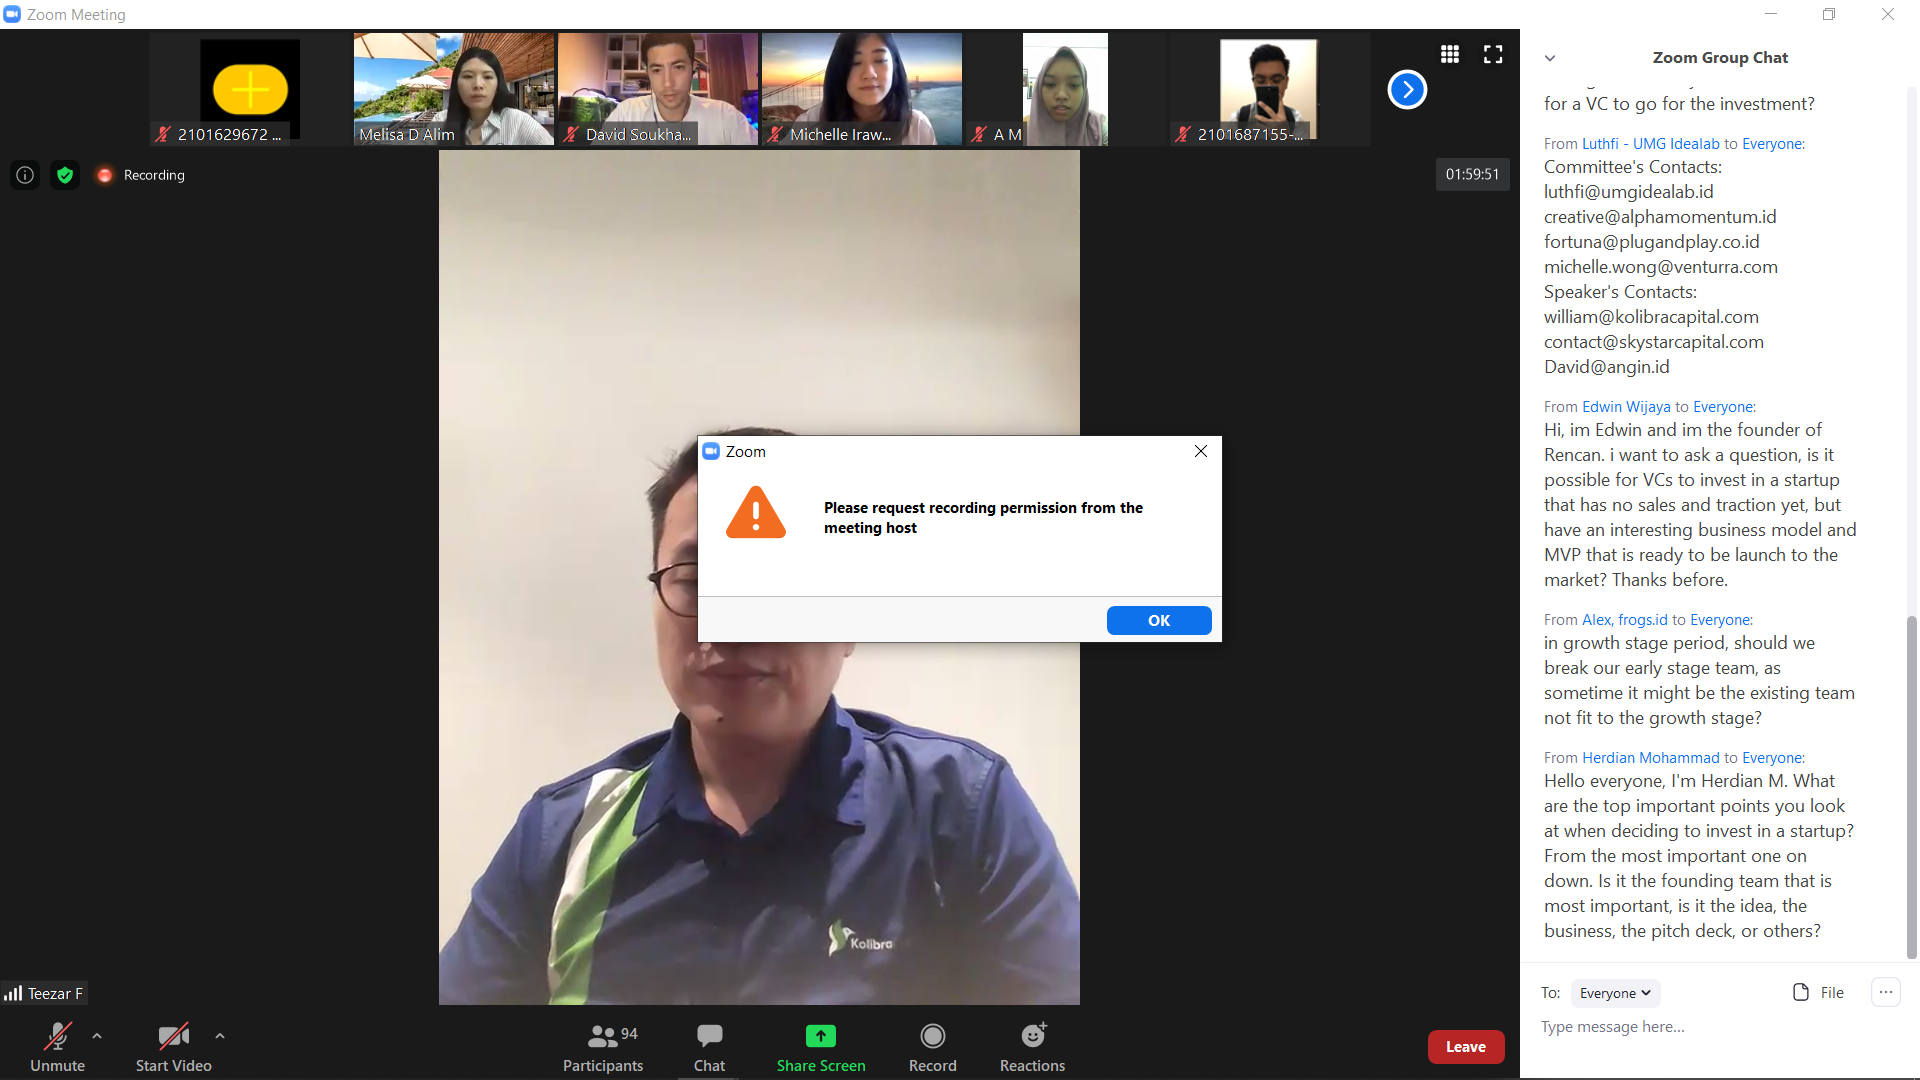 Zoom Meeting
2101629672 ...
Melisa D Alim
David Soukha...
Michelle Iraw...
A M
2101687155-...
Recording
01:59:51
Zoom
Please request recording permission from the
meeting host
OK
Kolibra
Teezar F
Unmute
Start Video
94
Participants
Chat
Share Screen
Record
Reactions
Leave
Zoom Group Chat
for a VC to go for the investment?
From Luthfi - UMG Idealab to Everyone:
Committee's Contacts:
luthfi@umgidealab.id
creative@alphamomentum.id
fortuna@plugandplay.co.id
michelle.wong@venturra.com
Speaker's Contacts:
william@kolibracapital.com
contact@skystarcapital.com
David@angin.id
From Edwin Wijaya to Everyone:
Hi, im Edwin and im the founder of
Rencan. i want to ask a question, is it
possible for VCs to invest in a startup
that has no sales and traction yet, but
have an interesting business model and
MVP that is ready to be launch to the
market? Thanks before.
From Alex, frogs.id to Everyone:
in growth stage period, should we
break our early stage team, as
sometime it might be the existing team
not fit to the growth stage?
From Herdian Mohammad to Everyone:
Hello everyone, I'm Herdian M. What
are the top important points you look
at when deciding to invest in a startup?
From the most important one on
down. Is it the founding team that is
most important, is it the idea, the
business, the pitch deck, or others?
To: Everyone
File
Type message here...